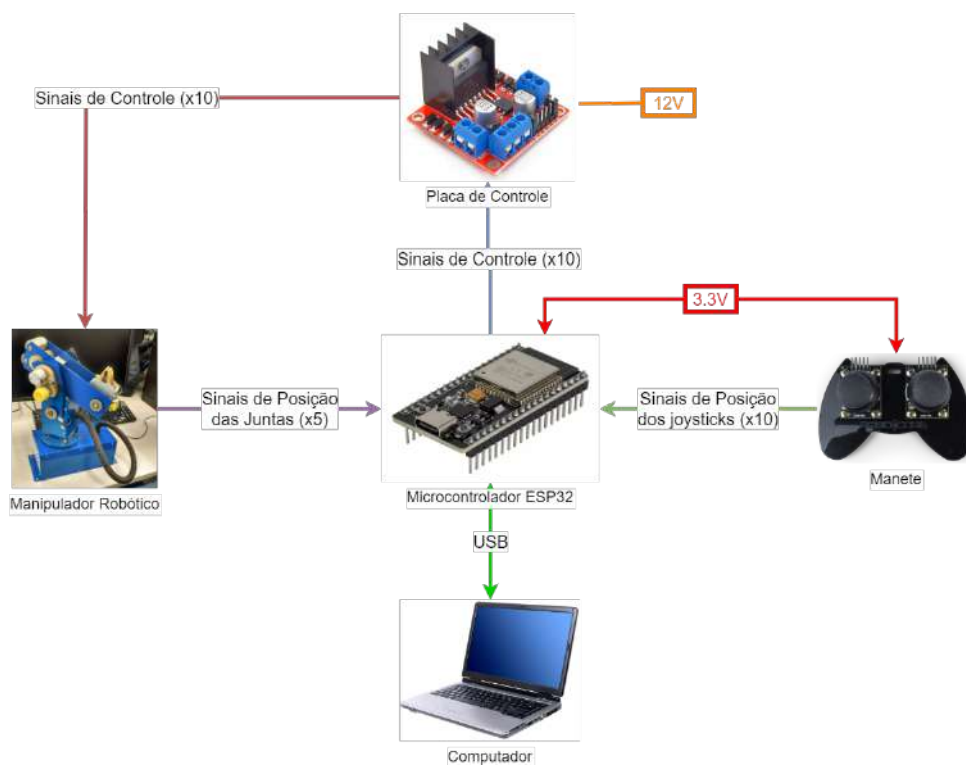 Sinais de Controle (x10)
12V
Placa de Controle
Sinais de Controle (x10)
3.3V
Sinais de Posição
das Juntas (x5)
Sinais de Posição
dos joysticks (x10)
Manipulador Robótico
Microcontrolador ESP32
Manete
USB
Computador